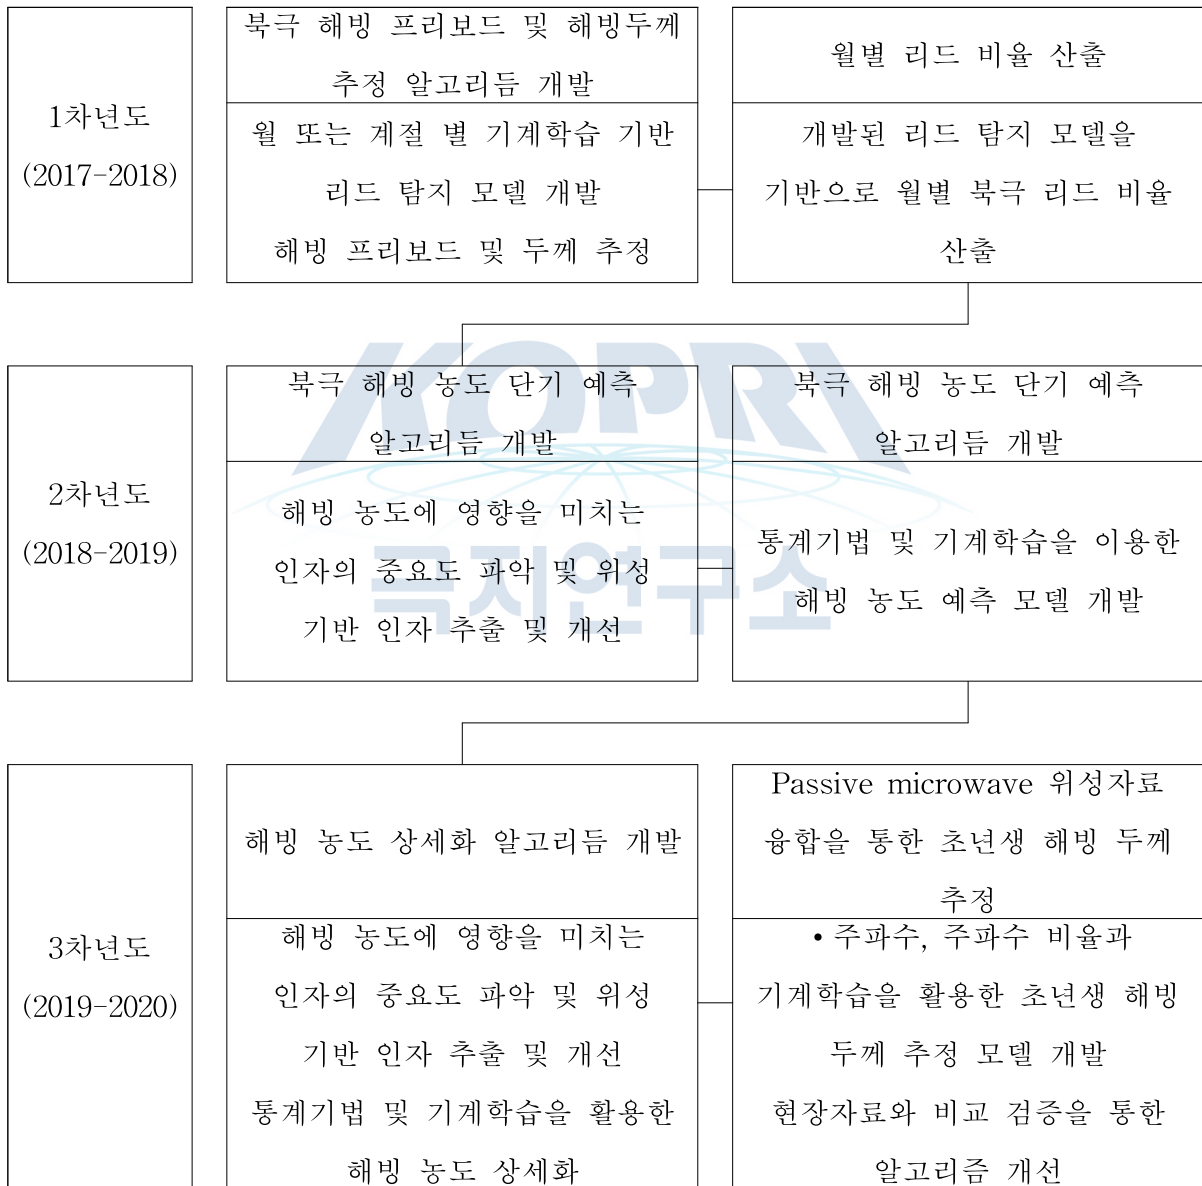 1차년도
(2017-2018)
북극 해빙 프리보드 및 해빙두께
추정 알고리듬 개발
월 또는 계절 별 기계학습 기반
리드 탐지 모델 개발
해빙 프리보드 및 두께 추정
월별 리드 비율 산출
개발된 리드 탐지 모델을
기반으로 월별 북극 리드 비율
산출
KOPRI
극지연구소
2차년도
(2018-2019)
북극 해빙 농도 단기 예측
알고리듬 개발
해빙 농도에 영향을 미치는
인자의 중요도 파악 및 위성
기반 인자 추출 및 개선
북극 해빙 농도 단기 예측
알고리듬 개발
통계기법 및 기계학습을 이용한
해빙 농도 예측 모델 개발
3차년도
(2019-2020)
해빙 농도 상세화 알고리듬 개발
해빙 농도에 영향을 미치는
인자의 중요도 파악 및 위성
기반 인자 추출 및 개선
통계기법 및 기계학습을 활용한
해빙 농도 상세화
Passive microwave 위성자료
융합을 통한 초년생 해빙 두께
추정
• 주파수, 주파수 비율과
기계학습을 활용한 초년생 해빙
두께 추정 모델 개발
현장자료와 비교 검증을 통한
알고리즘 개선